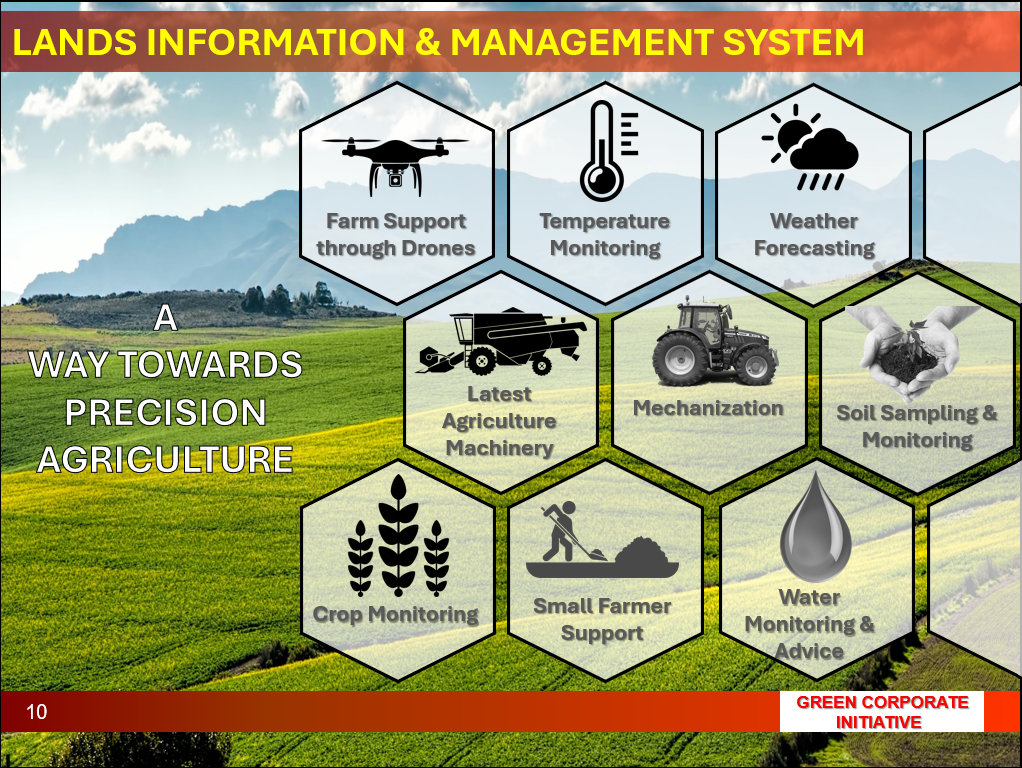 LANDS INFORMATION & MANAGEMENT SYSTEM
Farm Support
through Drones
Temperature
Monitoring
Weather
Forecasting
A
WAY TOWARDS
PRECISION
AGRICULTURE
Latest
Agriculture
Machinery
Mechanization
Soil Sampling &
Monitoring
Crop Monitoring
Small Farmer
Support
Water
Monitoring &
Advice
10
GREEN CORPORATE
INITIATIVE